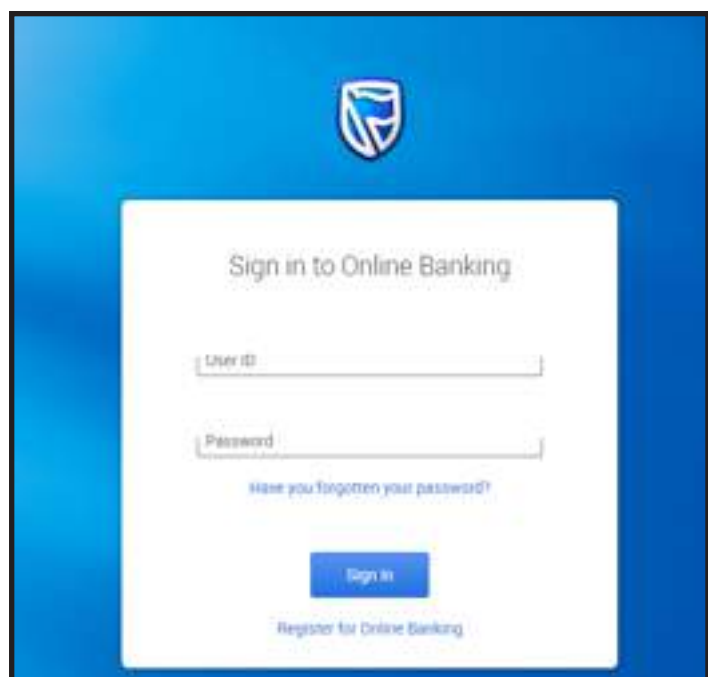 Sign in to Online Banking
User ID
Password
Have you forgotten your password?
Sign in
Register for Online Banking